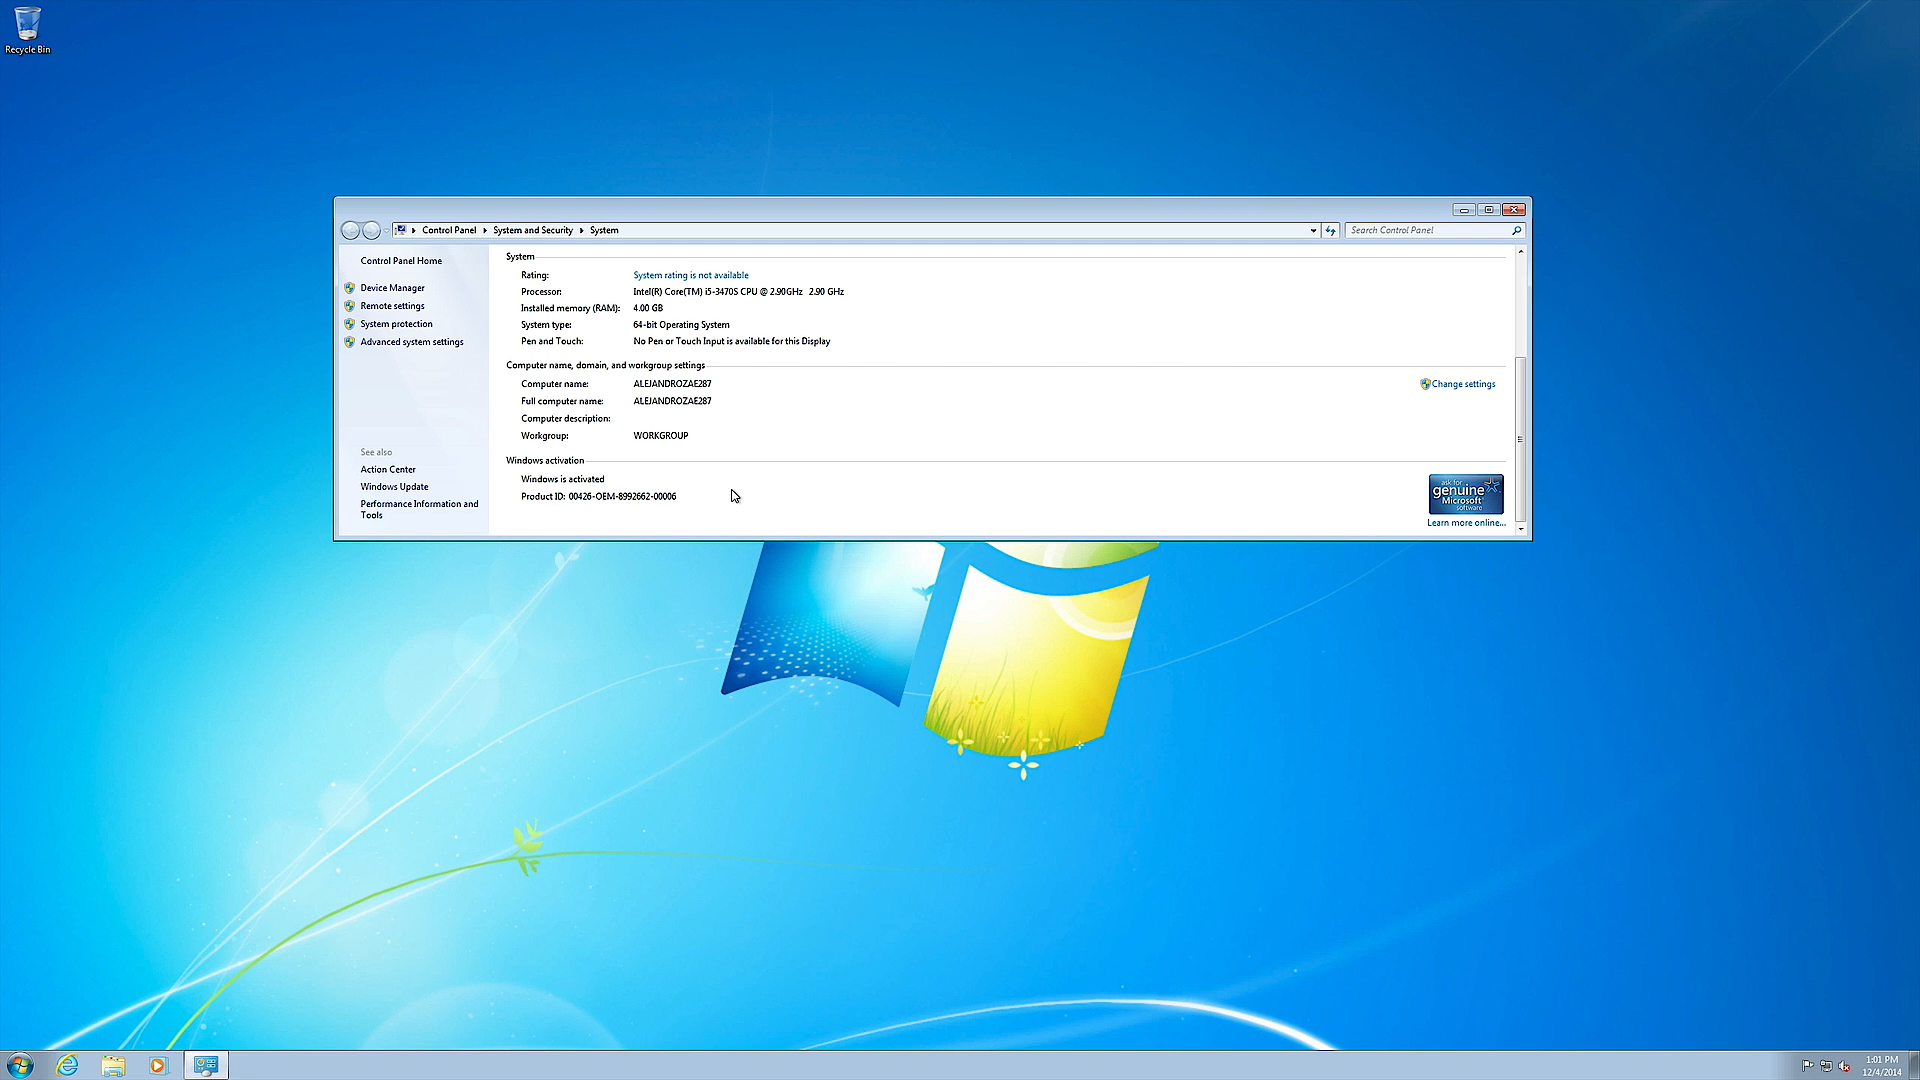 Recycle Bin
Control Panel System and Security System
Search Control Panel
Control Panel Home
Device Manager
Remote settings
System protection
Advanced system settings
See also
Action Center
Windows Update
Performance Information and
Tools
System
Rating: System rating is not available
Processor: Intel(R) Core(TM) i5-3470S CPU @ 2.90GHz 2.90 GHz
Installed memory (RAM): 4.00 GB
System type: 64-bit Operating System
Pen and Touch: No Pen or Touch Input is available for this Display
Computer name, domain, and workgroup settings
Computer name: ALEJANDROZAE287
Change settings
Full computer name: ALEJANDROZAE287
Computer description:
Workgroup: WORKGROUP
Windows activation
Windows is activated
Product ID: 00426-OEM-8992662-00006
ask for
genuine
Microsoft
software
Learn more online...
1:01 PM
12/4/2014